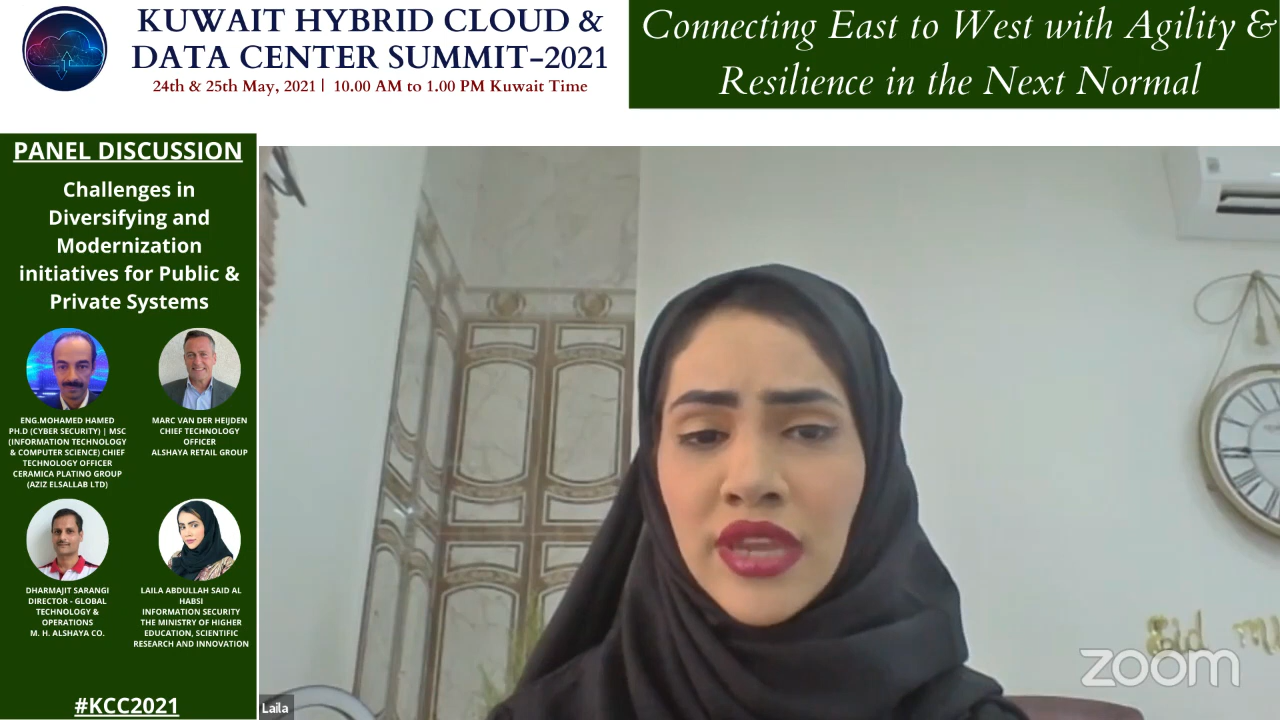 KUWAIT HYBRID CLOUD &
DATA CENTER SUMMIT-2021
24th & 25th May, 2021 | 10.00 AM to 1.00 PM Kuwait Time
Connecting East to West with Agility &
Resilience in the Next Normal
PANEL DISCUSSION
Challenges in
Diversifying and
Modernization
initiatives for Public &
Private Systems
ENG.MOHAMED HAMED
PH.D (CYBER SECURITY) | MSC
(INFORMATION TECHNOLOGY
& COMPUTER SCIENCE) CHIEF
TECHNOLOGY OFFICER
CERAMICA PLATINO GROUP
(AZIZ ELSALLAB LTD)
MARC VAN DER HEIJDEN
CHIEF TECHNOLOGY
OFFICER
ALSHAYA RETAIL GROUP
DHARMAJIT SARANGI
DIRECTOR - GLOBAL
TECHNOLOGY &
OPERATIONS
M. H. ALSHAYA CO.
LAILA ABDULLAH SAID AL
HABSI
INFORMATION SECURITY
THE MINISTRY OF HIGHER
EDUCATION, SCIENTIFIC
RESEARCH AND INNOVATION
#KCC2021
Laila
Eid
zoom